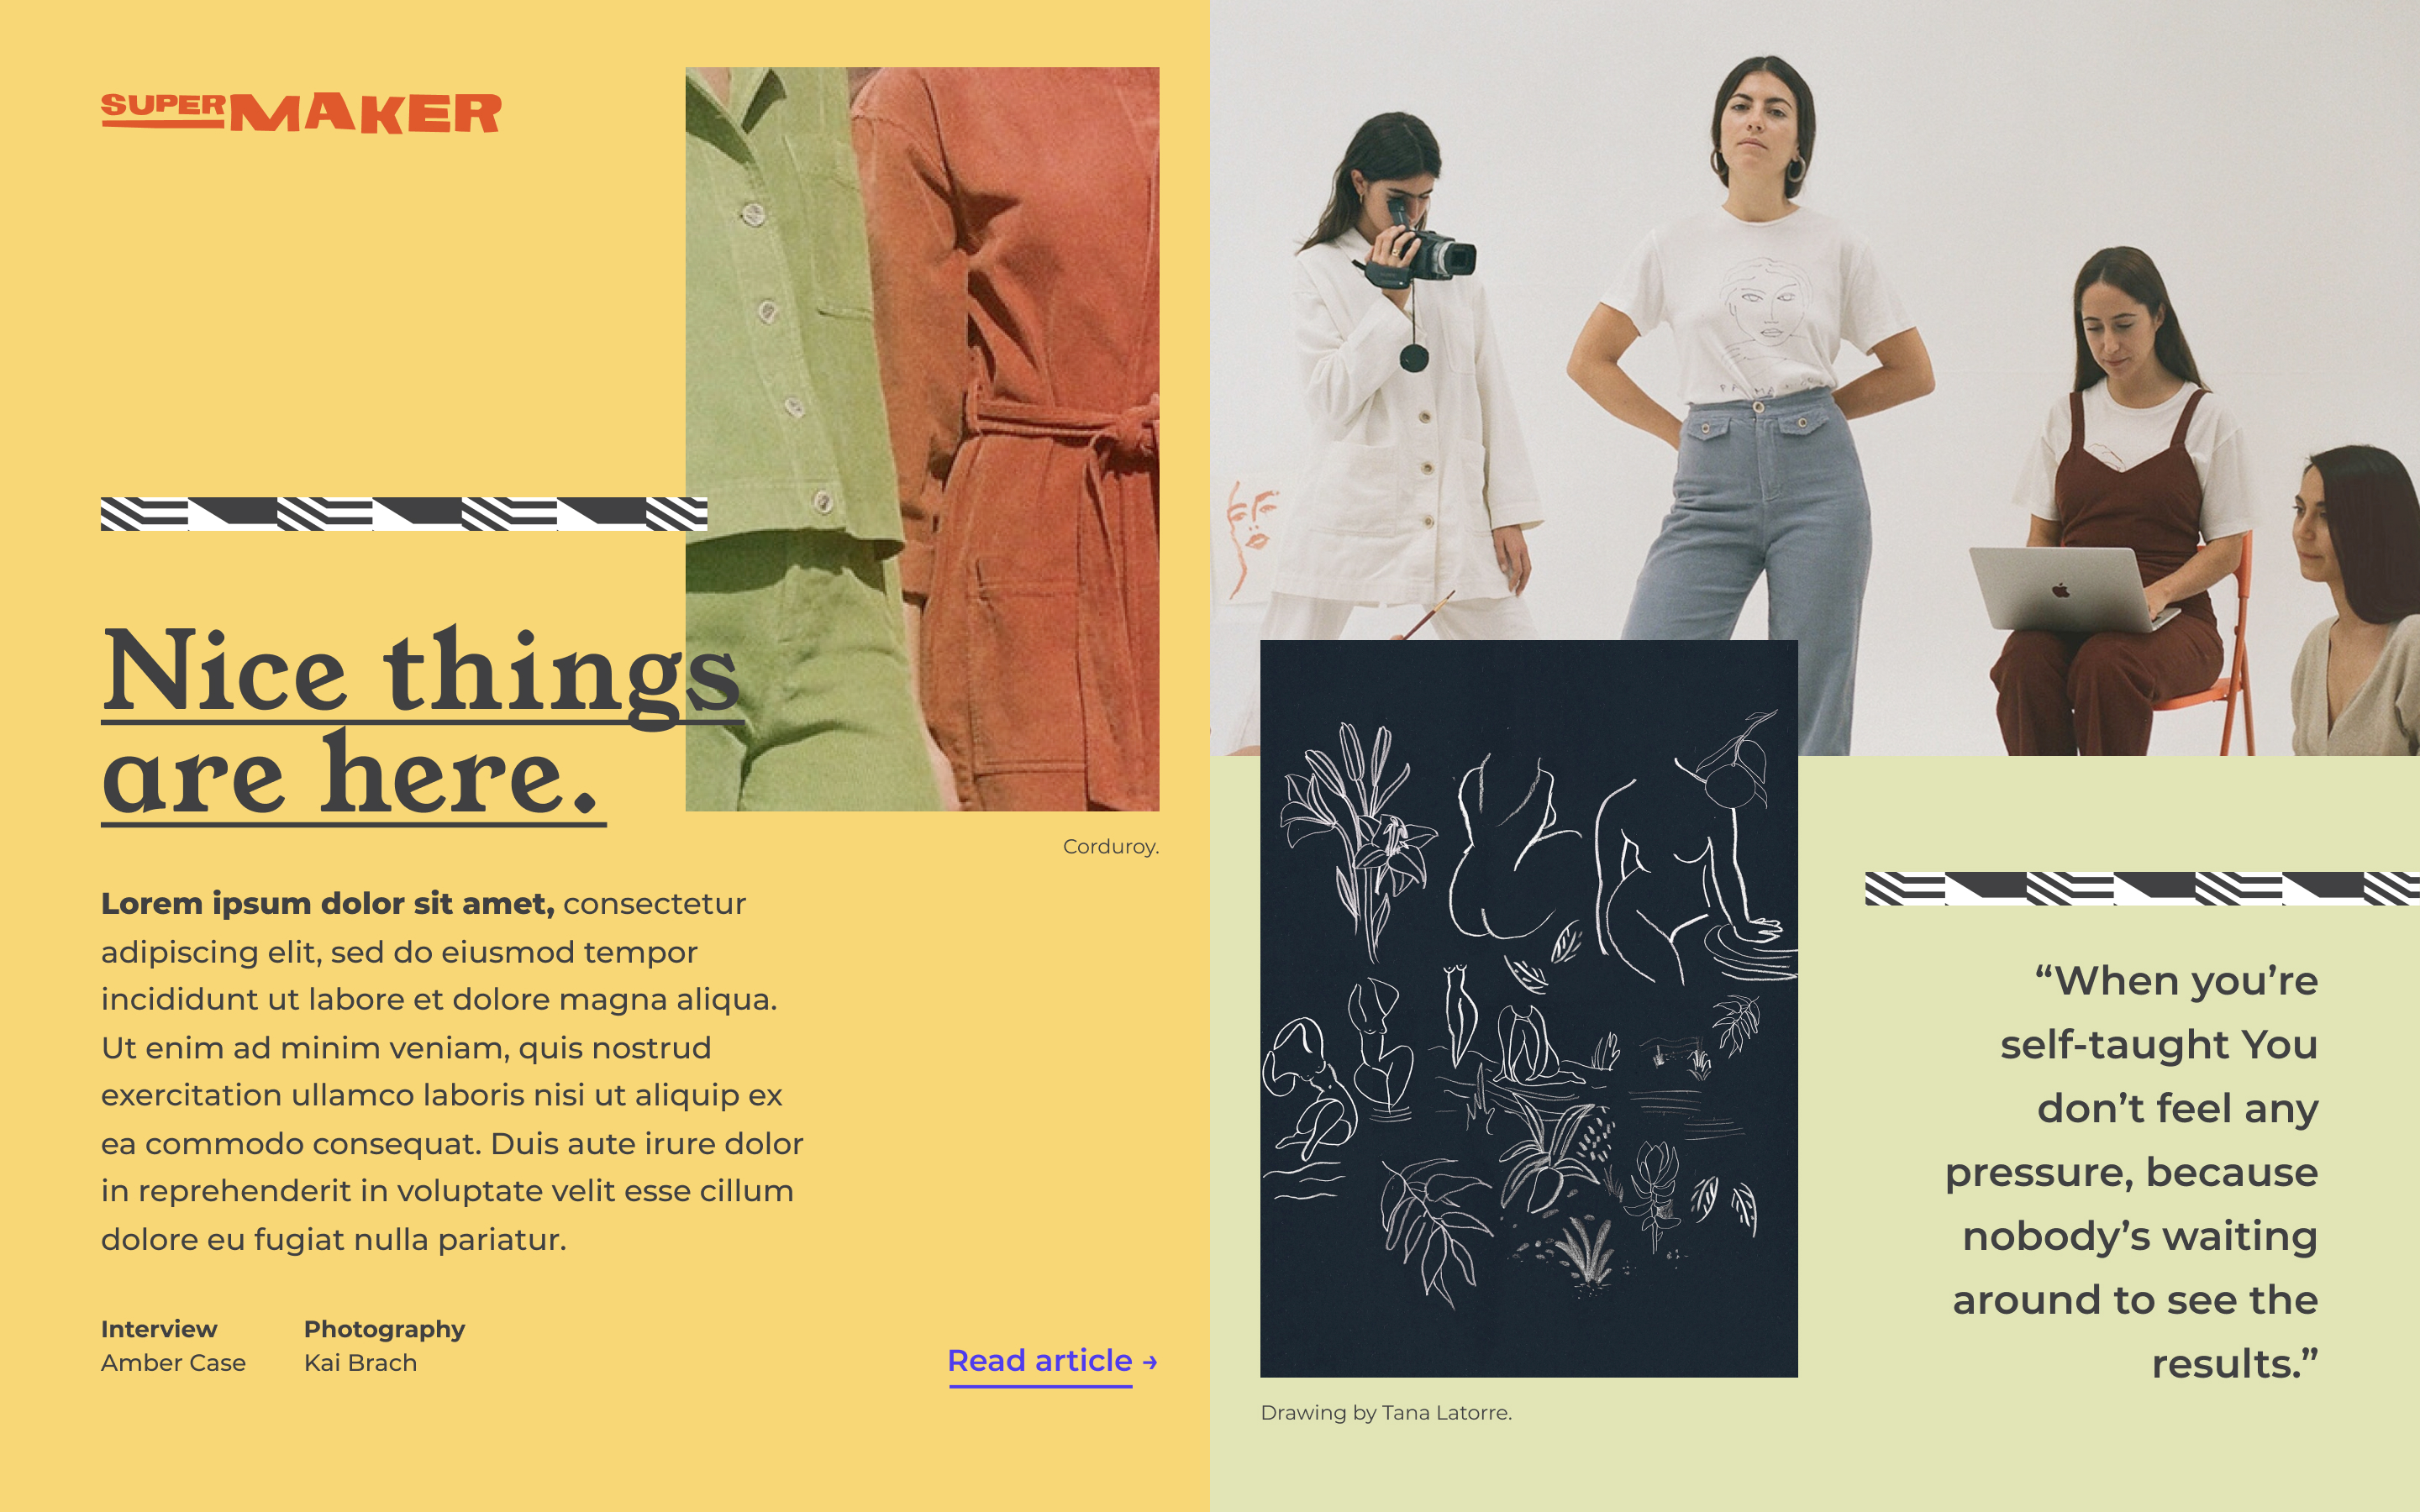 SUPERMAKER
Nice things
are here.
Corduroy.
Lorem ipsum dolor sit amet, consectetur
adipiscing elit, sed do eiusmod tempor
incididunt ut labore et dolore magna aliqua.
Ut enim ad minim veniam, quis nostrud
exercitation ullamco laboris nisi ut aliquip ex
ea commodo consequat. Duis aute irure dolor
in reprehenderit in voluptate velit esse cillum
dolore eu fugiat nulla pariatur.
Interview
Amber Case
Photography
Kai Brach
Read article →
“When you’re
self-taught You
don’t feel any
pressure, because
nobody’s waiting
around to see the
results.”
Drawing by Tana Latorre.